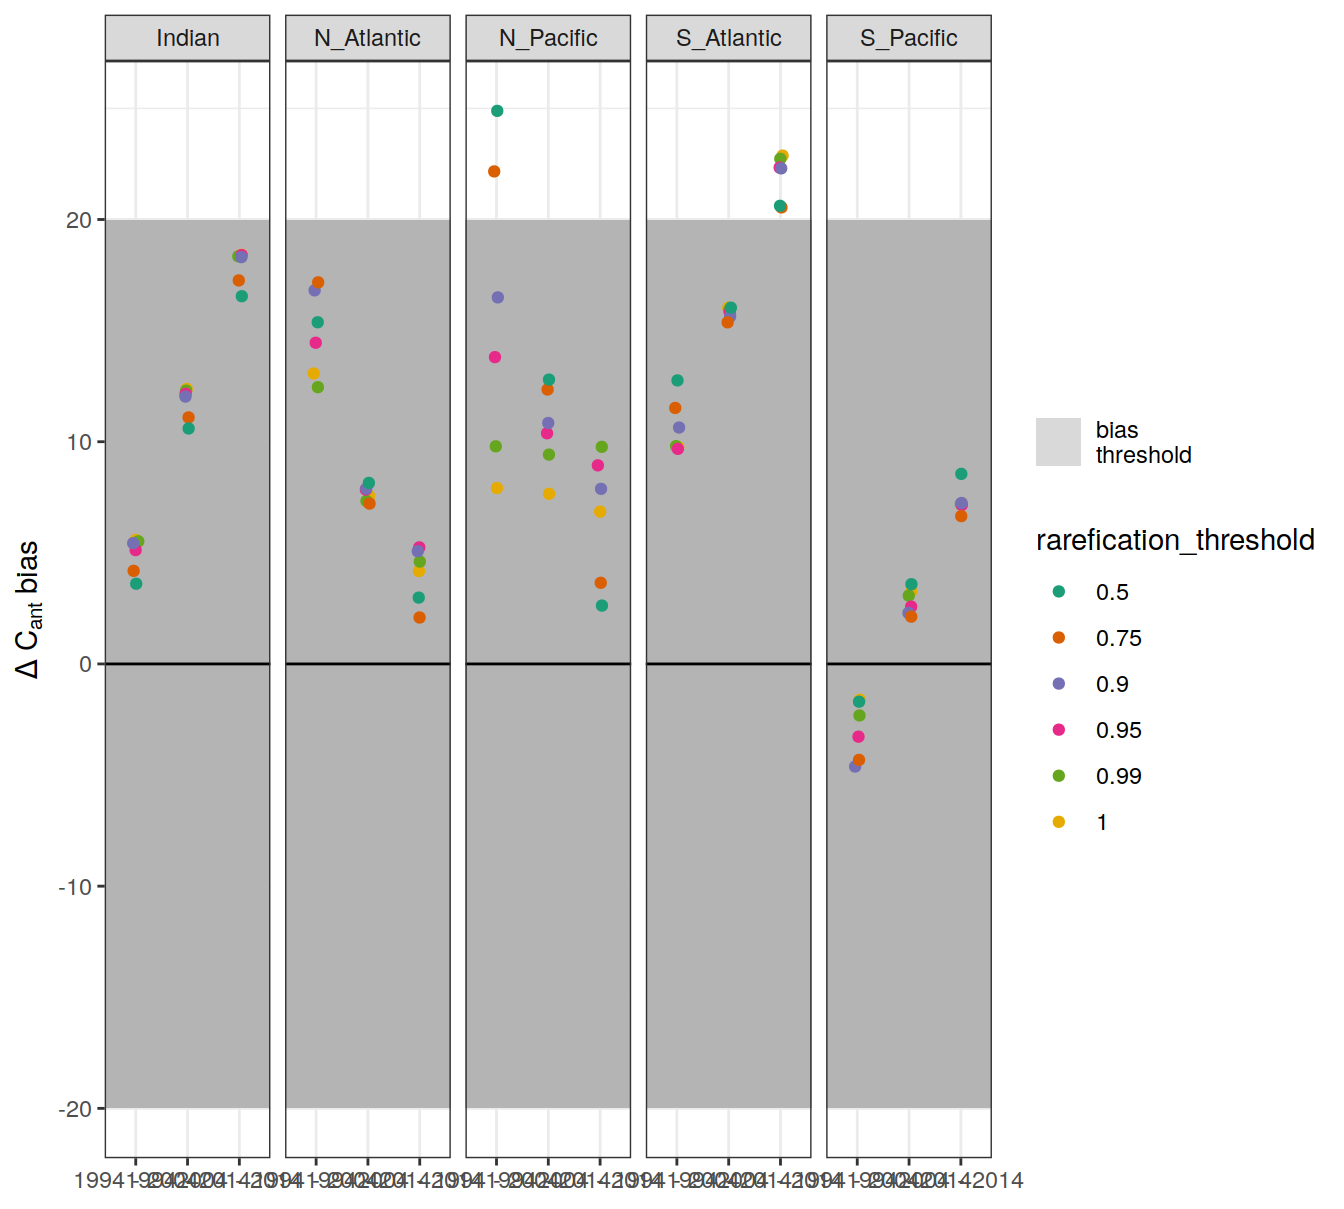 Indian
N_Atlantic
N_Pacific
S_Atlantic
S_Pacific
20
10
0
-10
-20
Δ Cant bias
bias
threshold
rarefication_threshold
0.5
0.75
0.9
0.95
0.99
1